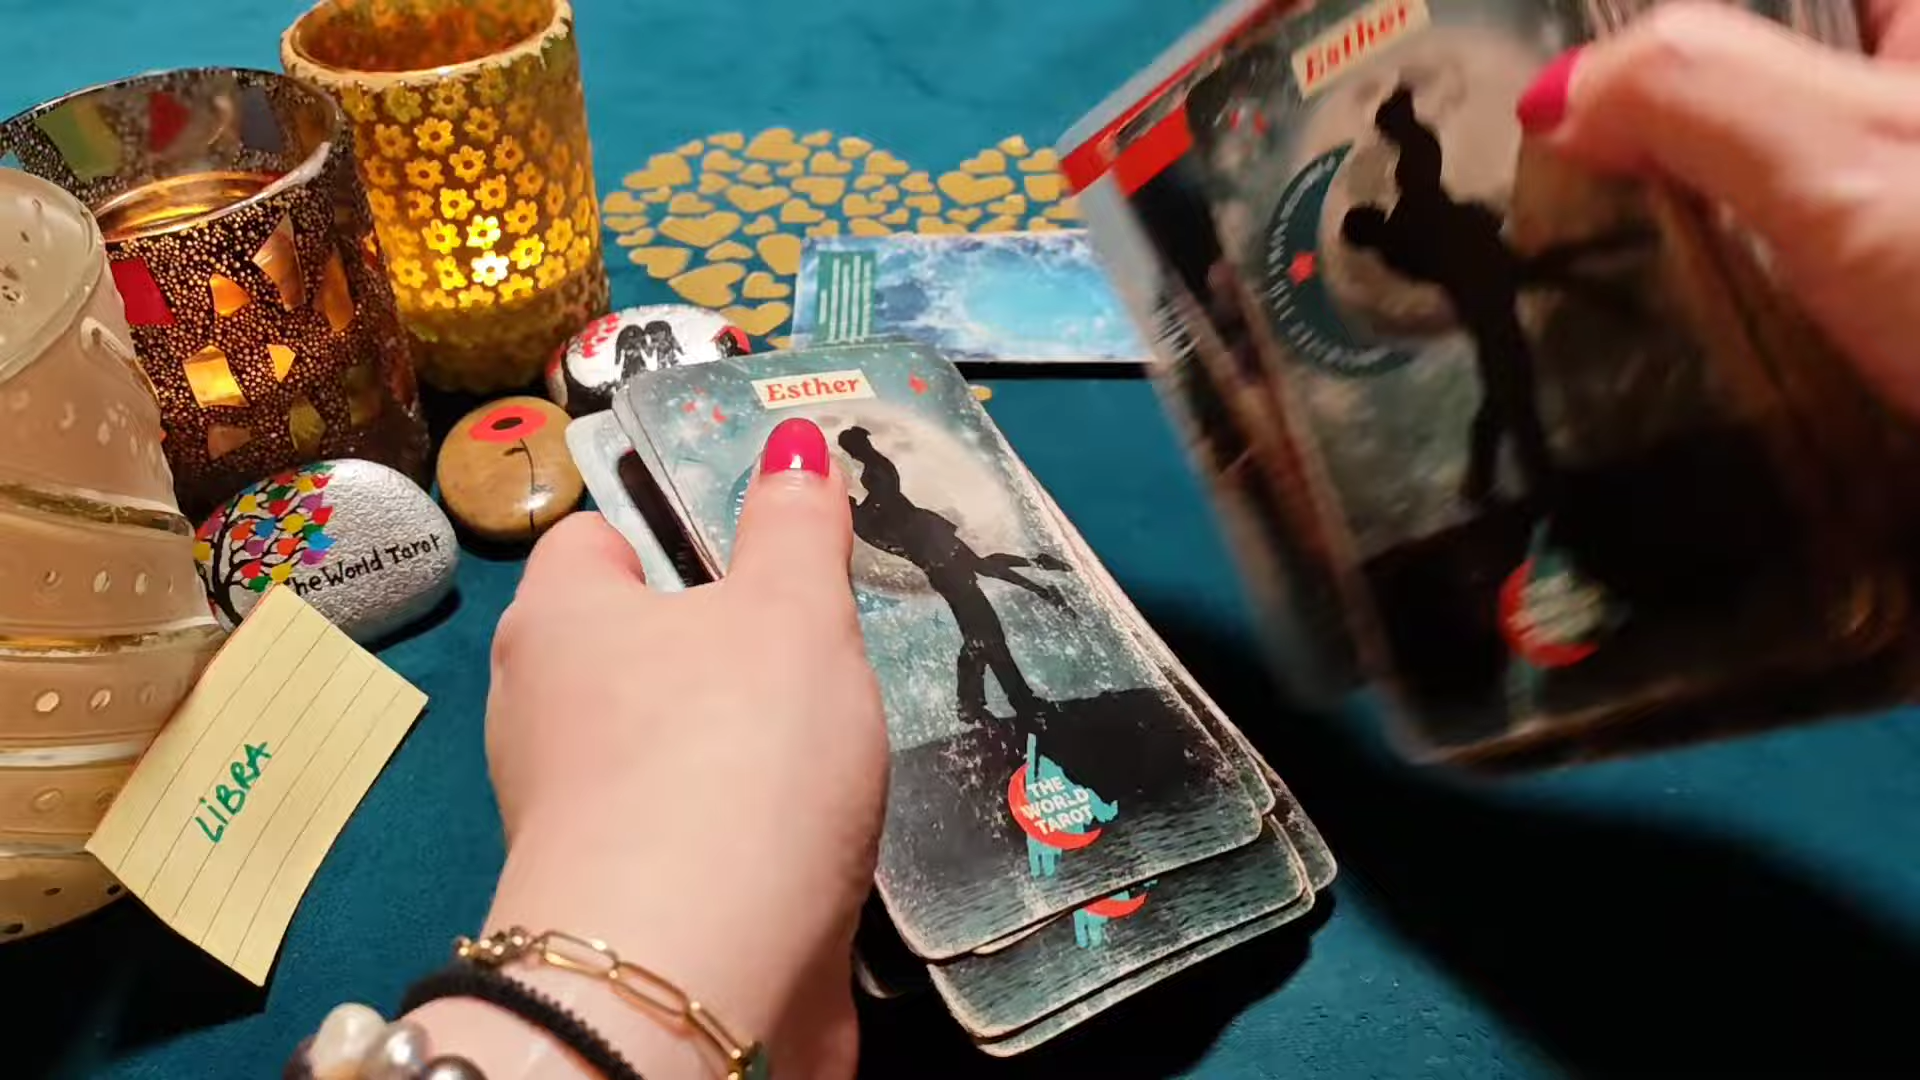 Esther
Esther
The World Tarot
LiBRA
THE
WORLD
TAROT